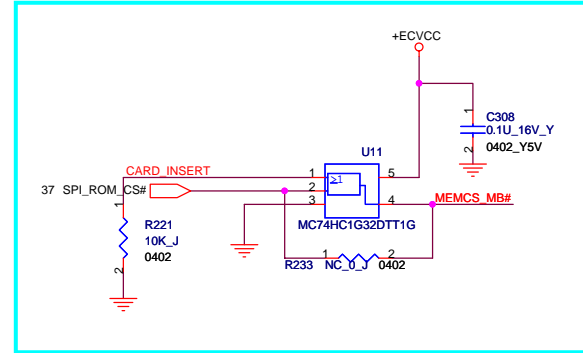 +ECVCC
1
C308
0.1U_16V_Y
2
0402_Y5V
U11
CARD_INSERT
1
5
≥1
37 SPI_ROM_CS#
2
3
4
MEMCS_MB#
1
R221
10K_J
0402
2
MC74HC1G32DTT1G
R233
1
NC_0_J
2
0402